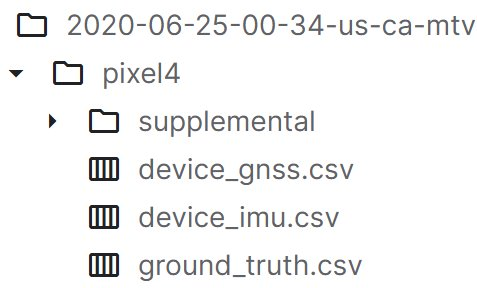 2020-06-25-00-34-us-ca-mtv
pixel4
supplemental
device_gnss.csv
device_imu.csv
ground_truth.csv